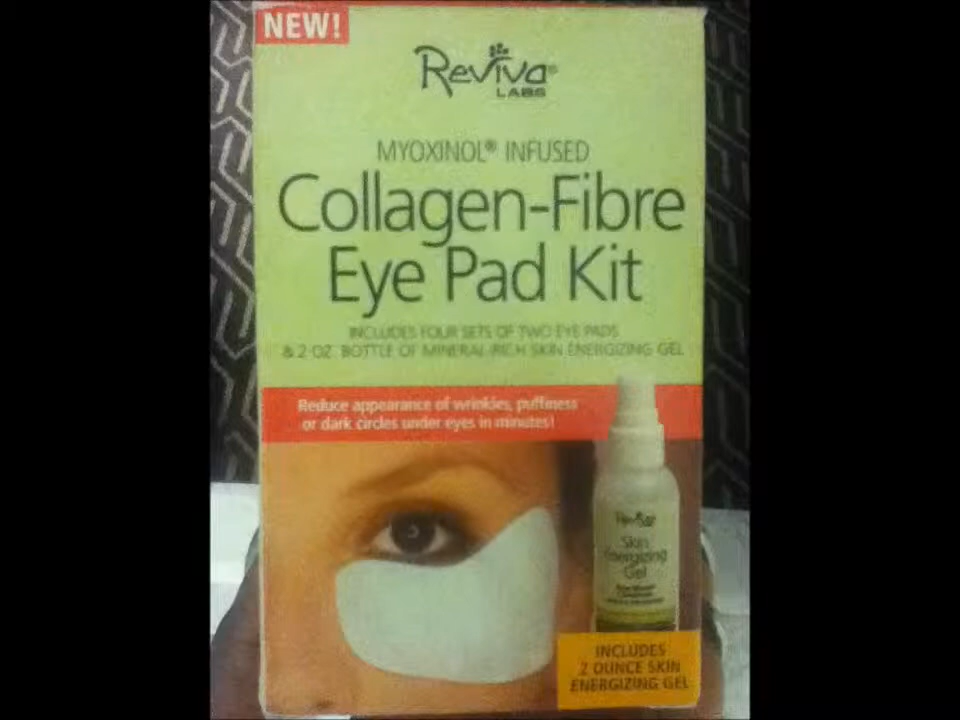 NEW!
Reviva®
LABS
MYOXINOL® INFUSED
Collagen-Fibre
Eye Pad Kit
INCLUDES FOUR SETS OF TWO EYE PADS
& 2 OZ. BOTTLE OF MINERAL-RICH SKIN ENERGIZING GEL
Reduce appearance of wrinkles, puffiness
or dark circles under eyes in minutes!
Reviva
Skin
Energizing
Gel
INCLUDES
2 OUNCE SKIN
ENERGIZING GEL